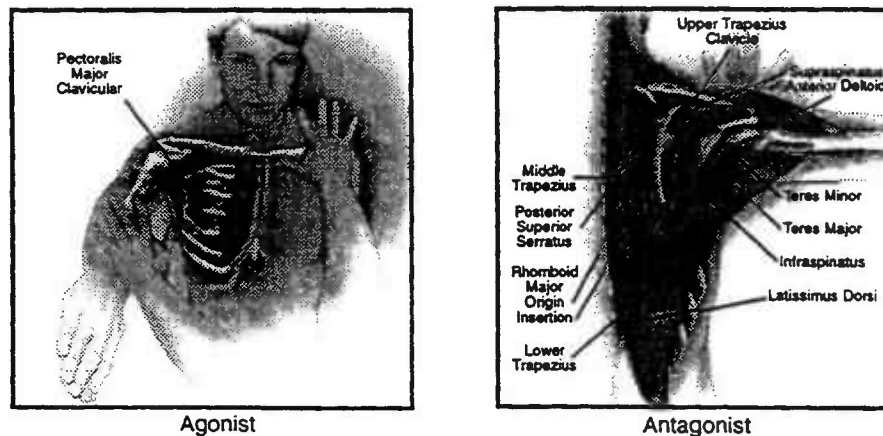 Pectoralis
Major
Clavicular
Agonist
Upper Trapezius
Clavicle
Supraspinatus
Anterior Deltoid
Middle
Trapezius
Posterior
Superior
Serratus
Rhomboid
Major
Origin
Insertion
Lower
Trapezius
Teres Minor
Teres Major
Infraspinatus
Latissimus Dorsi
Antagonist